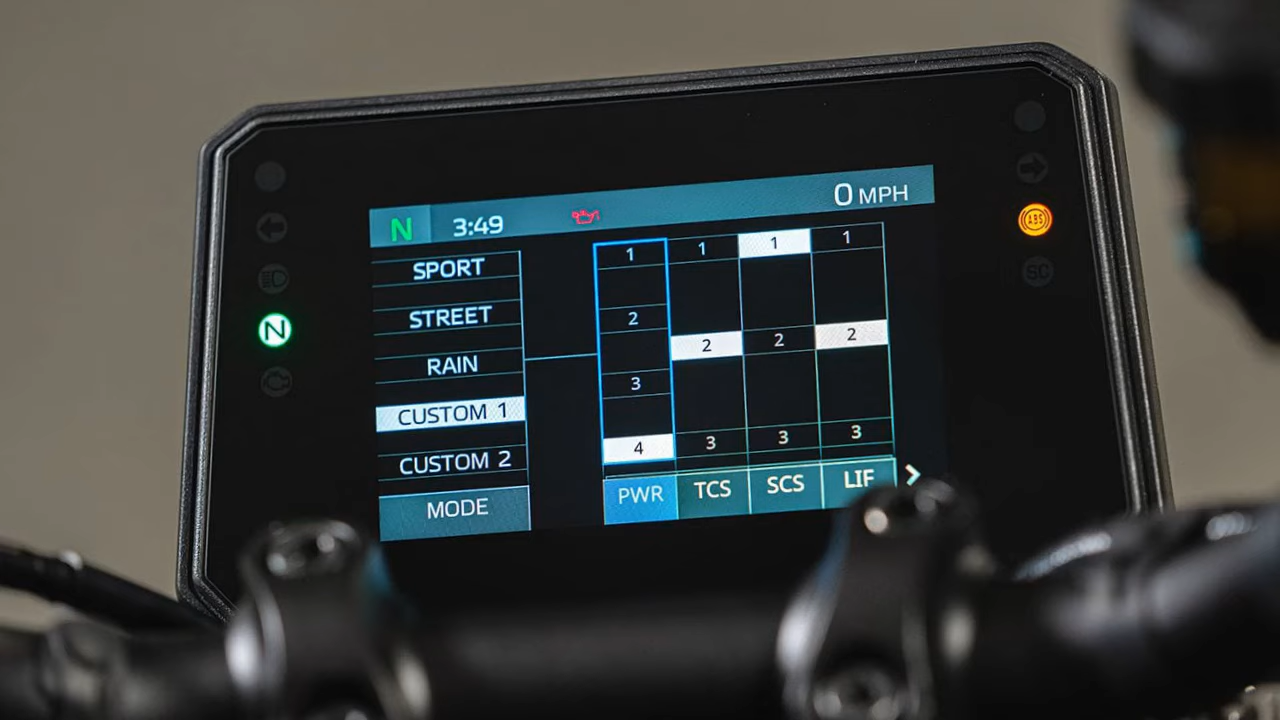 N 3:49 0 MPH
ABS
SC
N
SPORT
STREET
RAIN
CUSTOM 1
CUSTOM 2
MODE
1 1 1 1
2 2 2 2
3
4 3 3 3
PWR TCS SCS LIF >